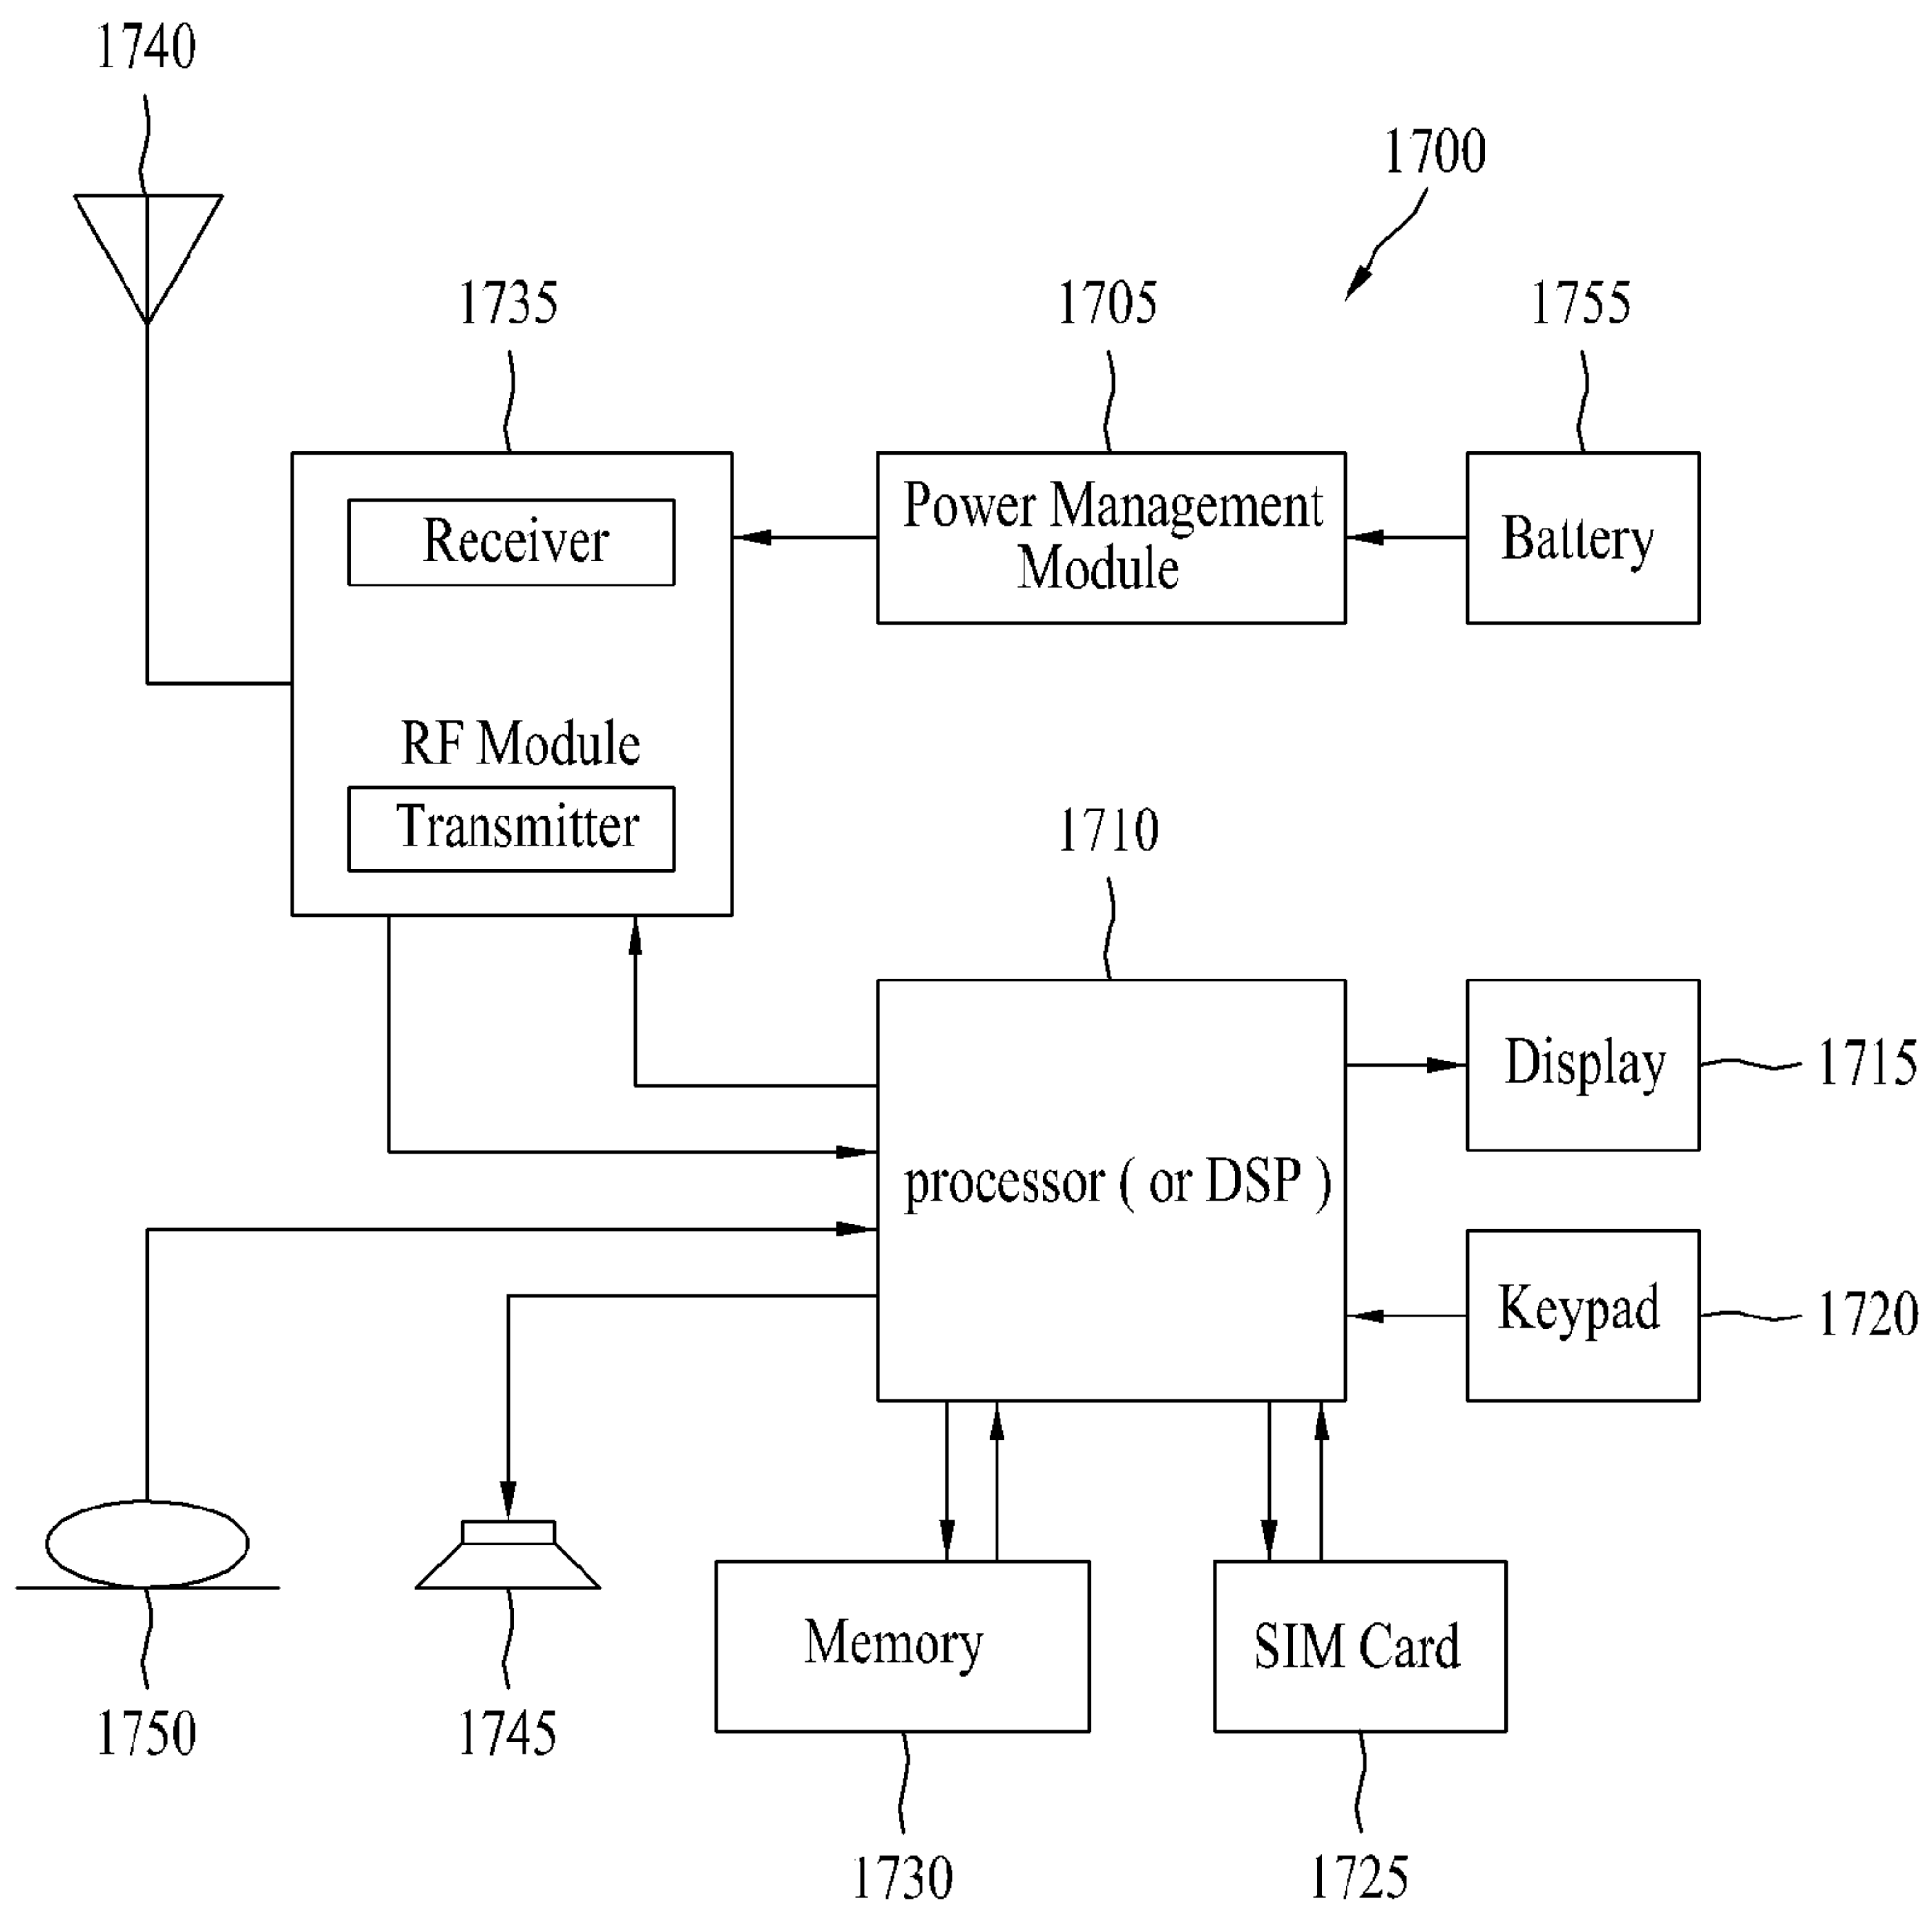 1740
1700
1735
1705
1755
Receiver
Power Management
Module
Battery
RF Module
Transmitter
1710
Display
1715
processor ( or DSP )
Keypad
1720
Memory
SIM Card
1750
1745
1730
1725